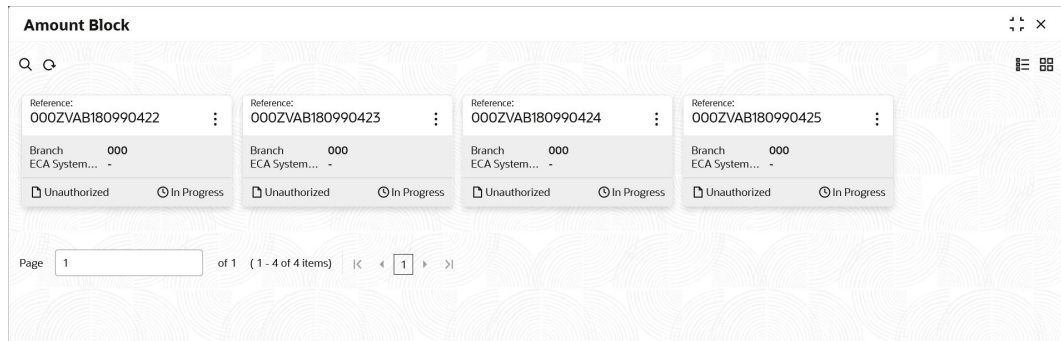 Amount Block
Reference:
000ZVAB180990422
Branch 000
ECA System... -
Unauthorized In Progress
Reference:
000ZVAB180990423
Branch 000
ECA System... -
Unauthorized In Progress
Reference:
000ZVAB180990424
Branch 000
ECA System... -
Unauthorized In Progress
Reference:
000ZVAB180990425
Branch 000
ECA System... -
Unauthorized In Progress
Page 1 of 1 ( 1 - 4 of 4 items) 1